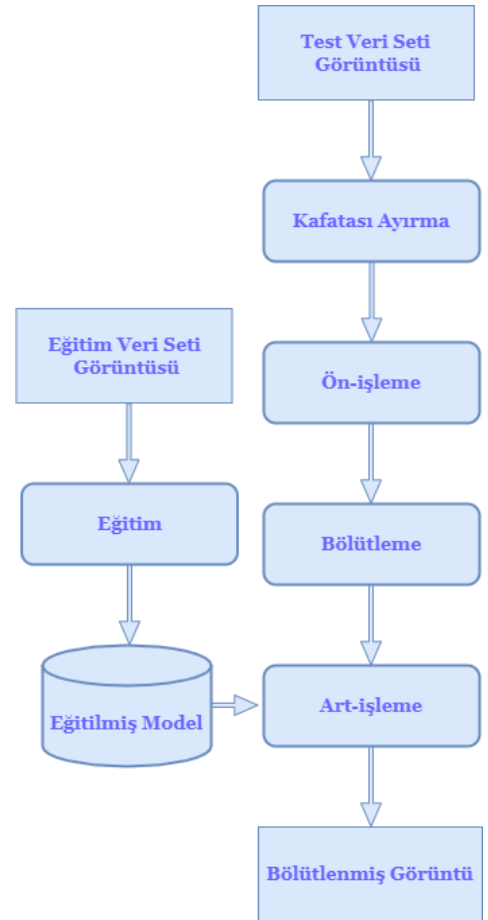 Test Veri Seti
Görüntüsü
Kafatası Ayırma
Eğitim Veri Seti
Görüntüsü
Ön-işleme
Eğitim
Bölütleme
Eğitilmiş Model
Art-işleme
Bölütlenmiş Görüntü